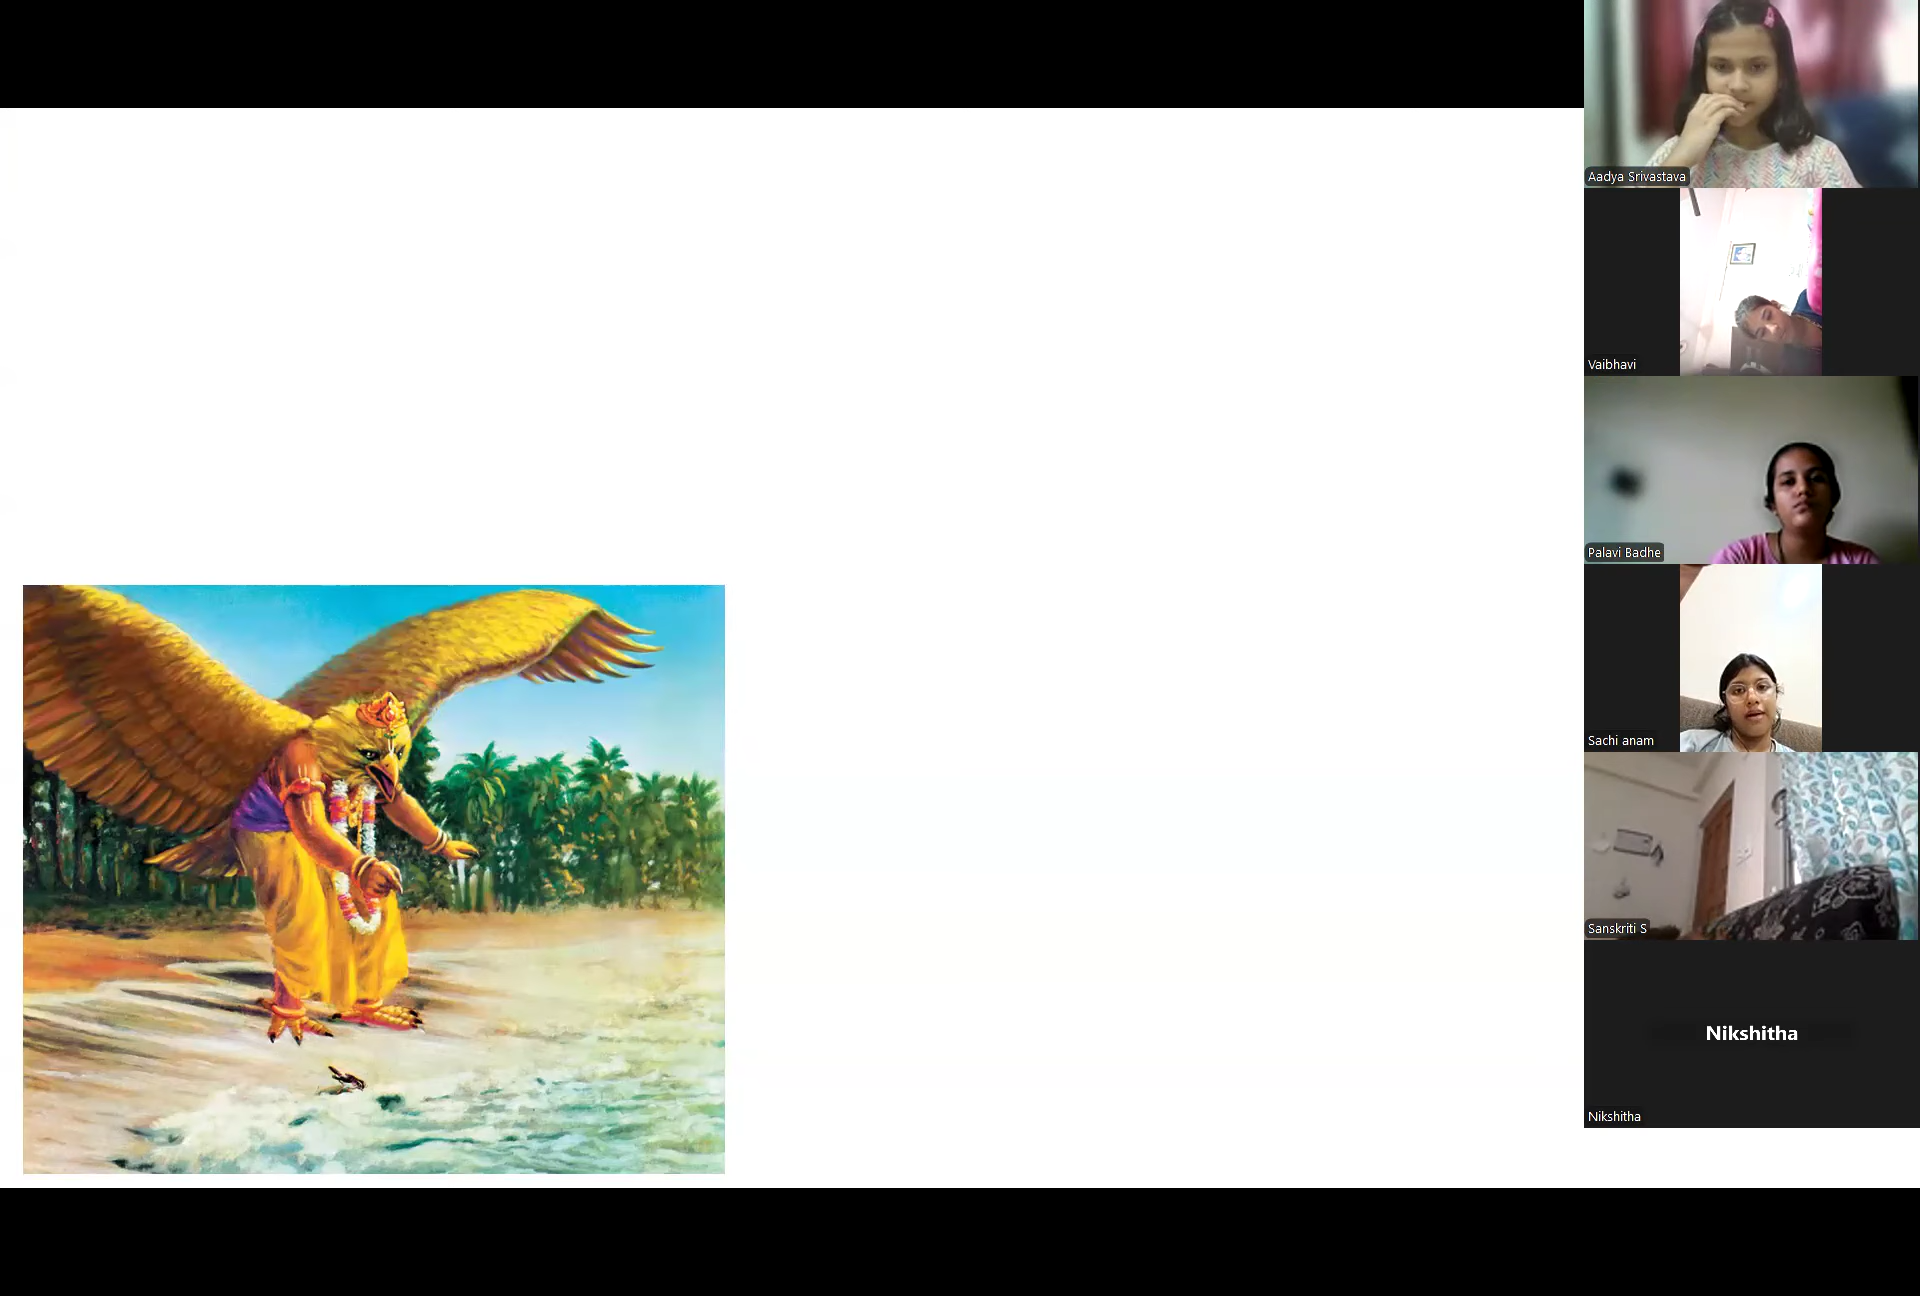 Aadya Srivastava
Vaibhavi
Palavi Badhe
Sachi anam
Sanskriti S
Nikshitha
Nikshitha